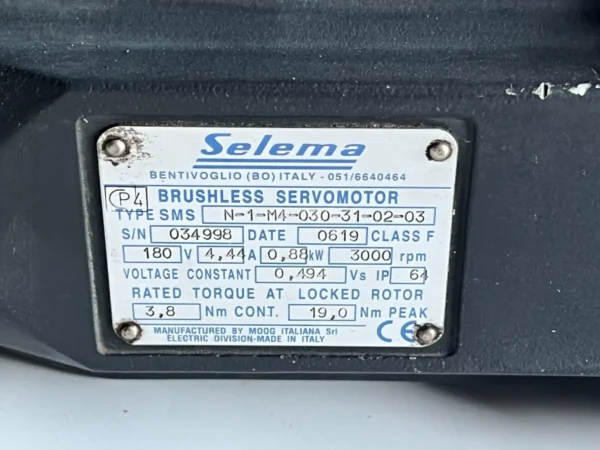 Selema
BENTIVOGLIO (BO) ITALY - 051/6640464
P4 BRUSHLESS SERVOMOTOR
TYPE SMS N-1-M4-030-31-02-03
S/N 034998 DATE 0619 CLASS F
180 V 4,44 A 0,88 kW 3000 rpm
VOLTAGE CONSTANT 0,494 Vs IP 64
RATED TORQUE AT LOCKED ROTOR
3,8 Nm CONT. 19,0 Nm PEAK
MANUFACTURED BY MOOG ITALIANA Srl
ELECTRIC DIVISION-MADE IN ITALY
CE